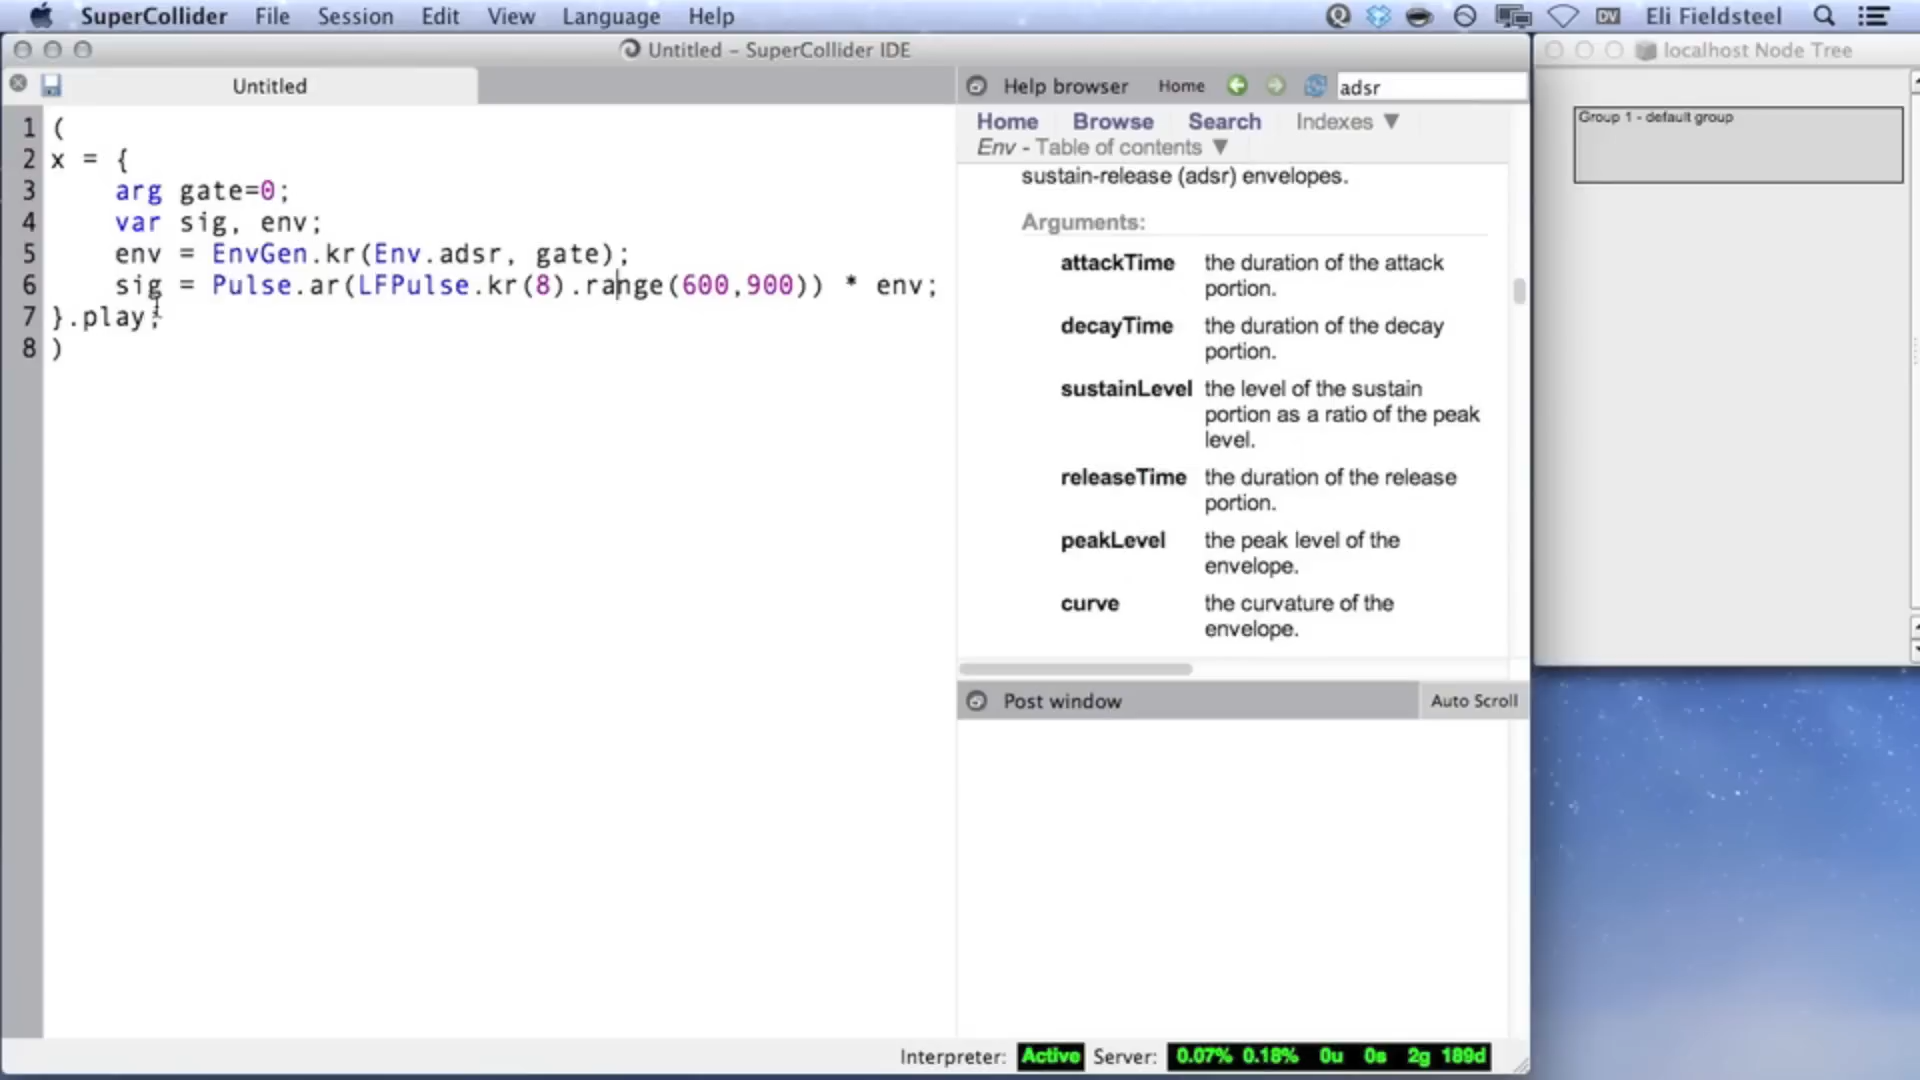 SuperCollider File Session Edit View Language Help DV Eli Fieldsteel
Untitled – SuperCollider IDE
localhost Node Tree
Untitled
Help browser Home adsr
Home Browse Search Indexes ▼
Env - Table of contents ▼
Group 1 - default group
1 (
2 x = {
3 arg gate=0;
4 var sig, env;
5 env = EnvGen.kr(Env.adsr, gate);
6 sig = Pulse.ar(LFPulse.kr(8).range(600,900)) * env;
7 }.play;
8 )
sustain-release (adsr) envelopes.
Arguments:
attackTime the duration of the attack
portion.
decayTime the duration of the decay
portion.
sustainLevel the level of the sustain
portion as a ratio of the peak
level.
releaseTime the duration of the release
portion.
peakLevel the peak level of the
envelope.
curve the curvature of the
envelope.
Post window Auto Scroll
Interpreter: Active Server: 0.07% 0.18% 0u 0s 2g 189d